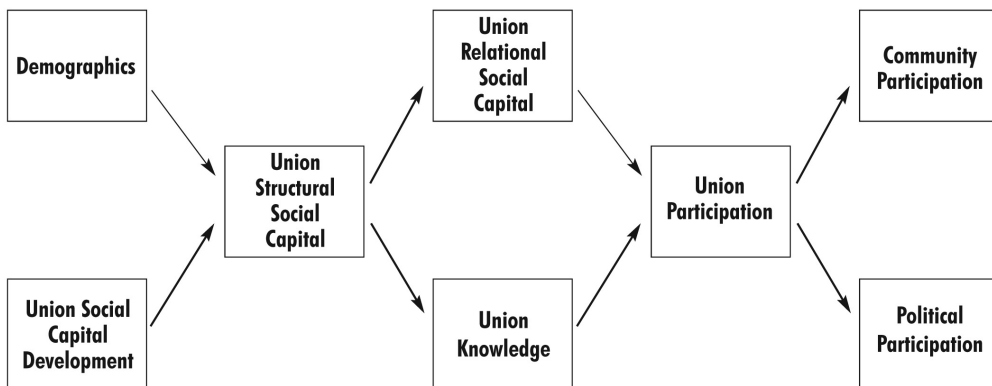 Demographics
Union Social
Capital
Development
Union
Structural
Social
Capital
Union
Relational
Social
Capital
Union
Knowledge
Union
Participation
Community
Participation
Political
Participation